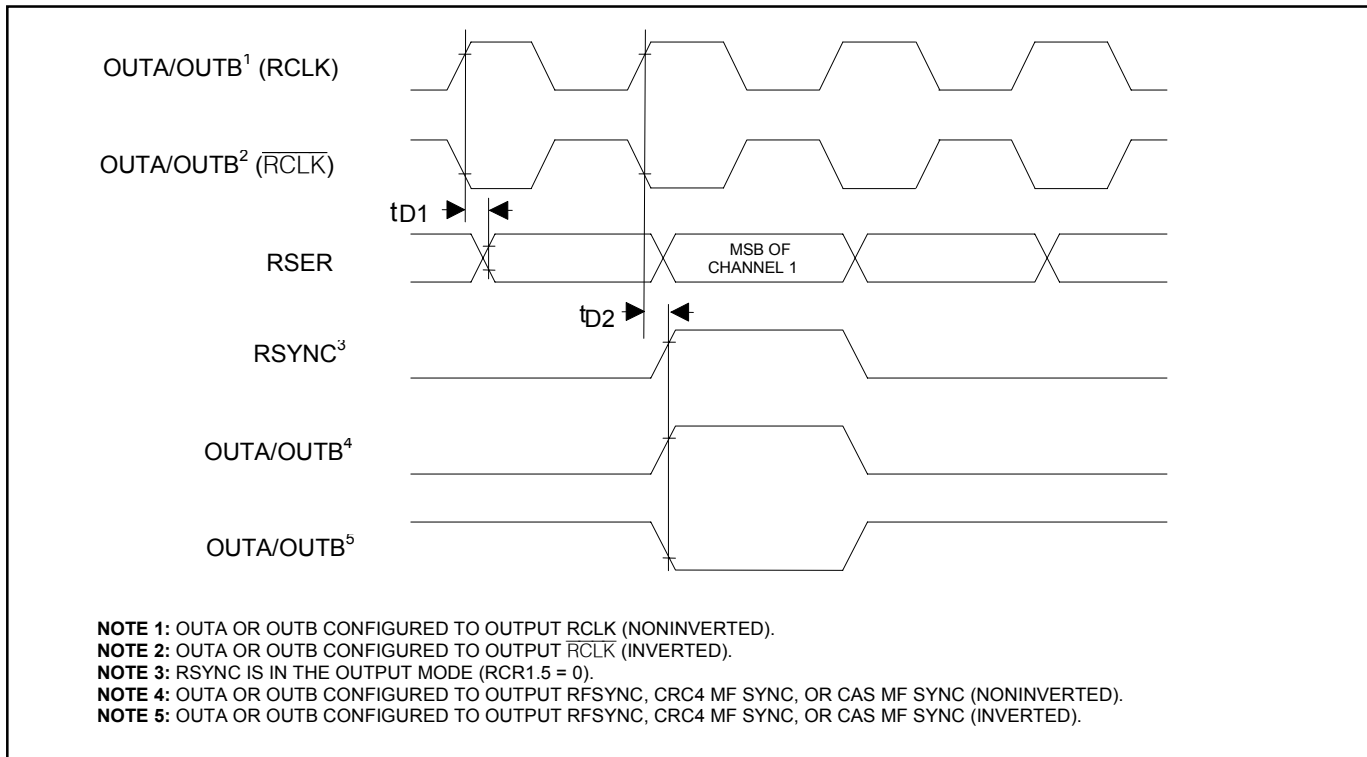 OUTA/OUTB¹ (RCLK)
OUTA/OUTB² (R̅C̅L̅K̅)
tD1
RSER
MSB OF
CHANNEL 1
tD2
RSYNC³
OUTA/OUTB⁴
OUTA/OUTB⁵
NOTE 1: OUTA OR OUTB CONFIGURED TO OUTPUT RCLK (NONINVERTED).
NOTE 2: OUTA OR OUTB CONFIGURED TO OUTPUT R̅C̅L̅K̅ (INVERTED).
NOTE 3: RSYNC IS IN THE OUTPUT MODE (RCR1.5 = 0).
NOTE 4: OUTA OR OUTB CONFIGURED TO OUTPUT RFSYNC, CRC4 MF SYNC, OR CAS MF SYNC (NONINVERTED).
NOTE 5: OUTA OR OUTB CONFIGURED TO OUTPUT RFSYNC, CRC4 MF SYNC, OR CAS MF SYNC (INVERTED).